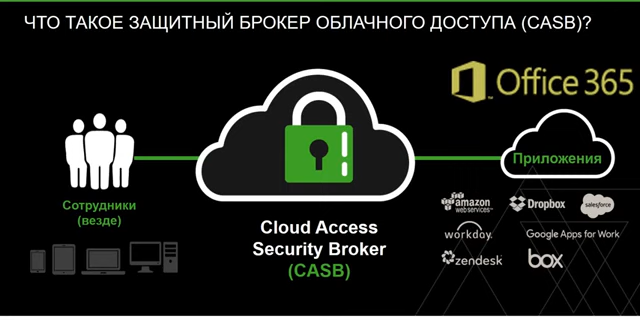 ЧТО ТАКОЕ ЗАЩИТНЫЙ БРОКЕР ОБЛАЧНОГО ДОСТУПА (CASB)?
Office 365
Приложения
Сотрудники
(везде)
Cloud Access
Security Broker
(CASB)
amazon
web services™
Dropbox
salesforce
workday.
Google Apps for Work
zendesk
box